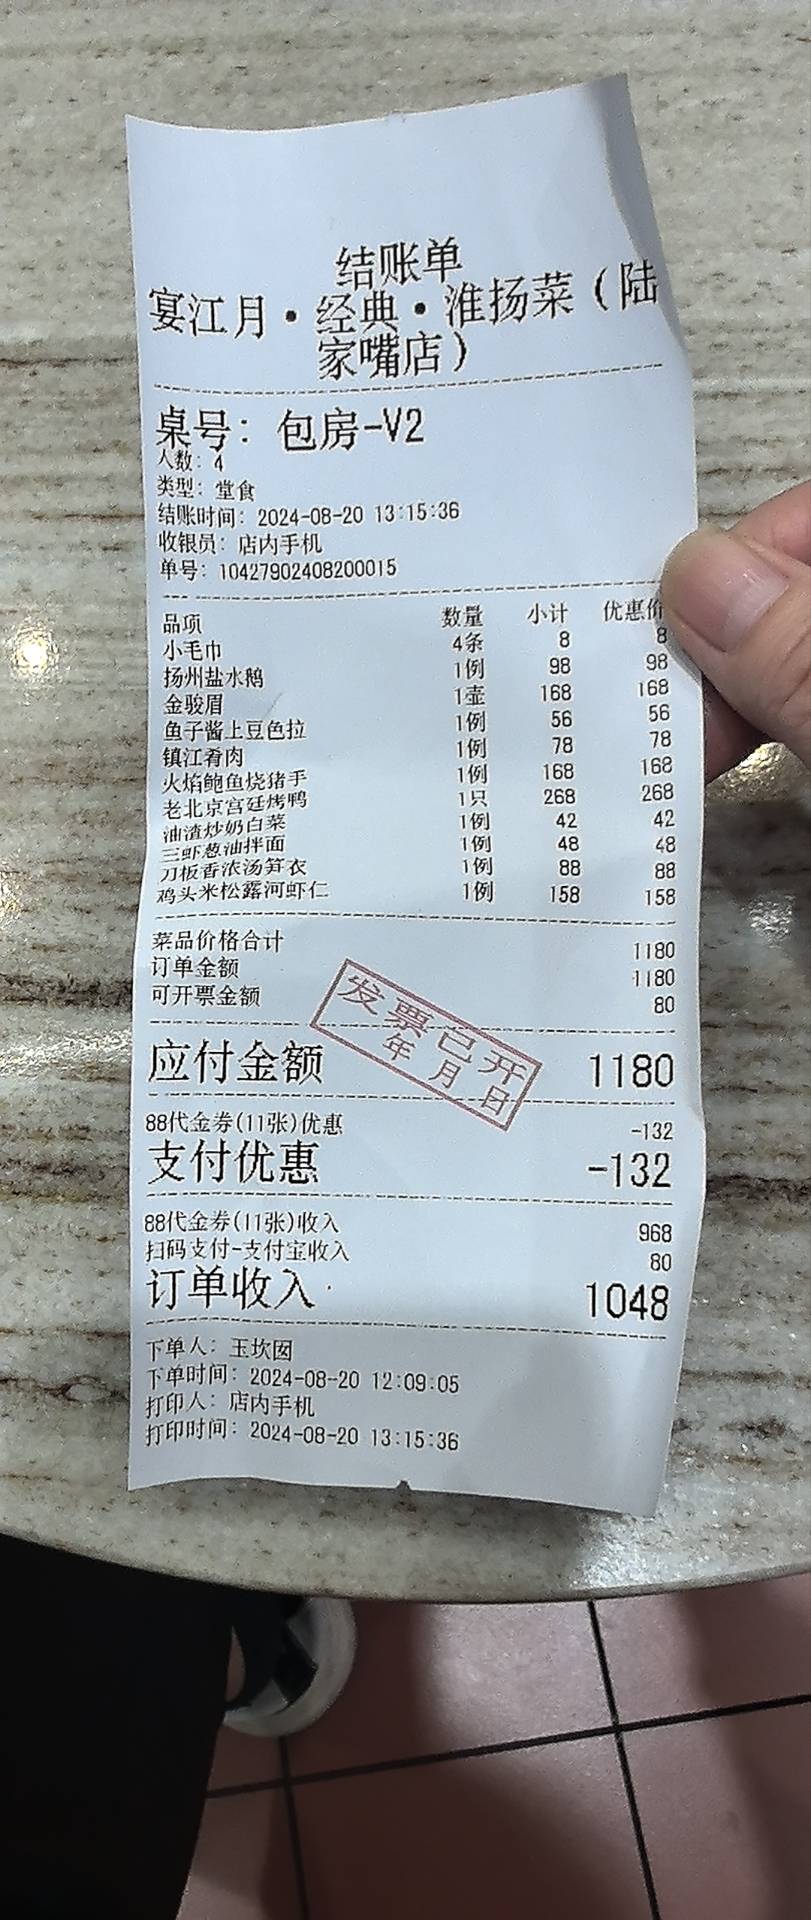 结账单
宴江月·经典·淮扬菜(陆
家嘴店)
桌号: 包房-V2
人数: 4
类型: 堂食
结账时间: 2024-08-20 13:15:36
收银员: 店内手机
单号: 10427902408200015
品项 数量 小计 优惠价
小毛巾 4条 8 8
扬州盐水鹅 1例 98 98
金骏眉 1壶 168 168
鱼子酱土豆色拉 1例 56 56
镇江肴肉 1例 78 78
火焰鲍鱼烧猪手 1例 168 168
老北京宫廷烤鸭 1只 268 268
油渣炒奶白菜 1例 42 42
三虾葱油拌面 1例 48 48
刀板香浓汤笋衣 1例 88 88
鸡头米松露河虾仁 1例 158 158
菜品价格合计 1180
订单金额 1180
可开票金额 80
发票已开
年 月 日
应付金额 1180
88代金券(11张)优惠 -132
支付优惠 -132
88代金券(11张)收入 968
扫码支付-支付宝收入 80
订单收入 1048
下单人: 玉坎囡
下单时间: 2024-08-20 12:09:05
打印人: 店内手机
打印时间: 2024-08-20 13:15:36